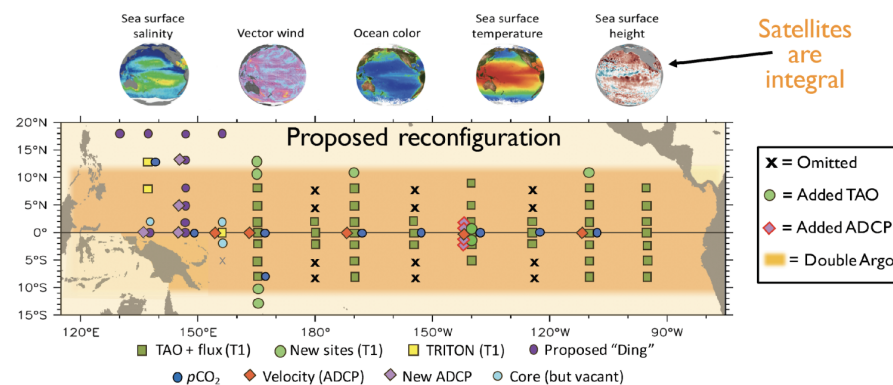 Sea surface
salinity
Vector wind
Ocean color
Sea surface
temperature
Sea surface
height
Satellites
are
integral
Proposed reconfiguration
20°N
15°N
10°N
5°N
0°
5°S
10°S
15°S
120°E
150°E
180°
150°W
120°W
90°W
x = Omitted
= Added TAO
= Added ADCP
= Double Argo
TAO + flux (T1)
New sites (T1)
TRITON (T1)
Proposed “Ding”
pCO₂
Velocity (ADCP)
New ADCP
Core (but vacant)